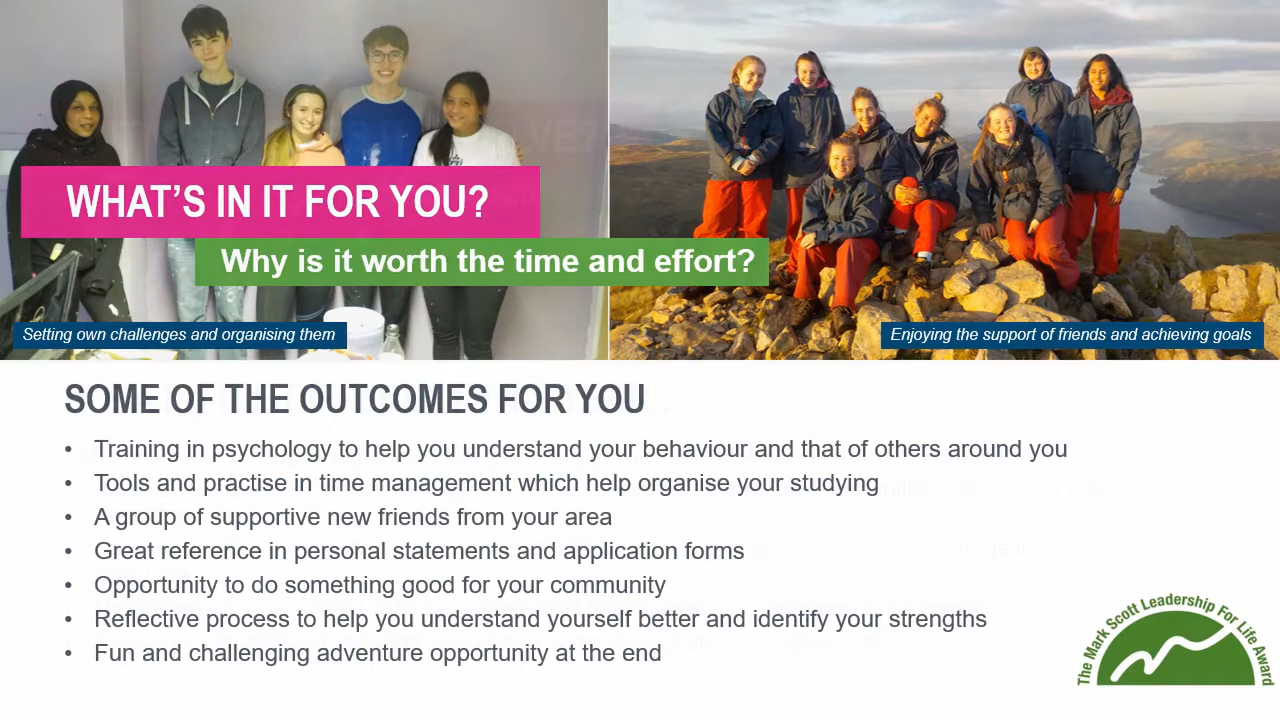 WHAT'S IN IT FOR YOU?
Why is it worth the time and effort?
Setting own challenges and organising them
Enjoying the support of friends and achieving goals
SOME OF THE OUTCOMES FOR YOU
• Training in psychology to help you understand your behaviour and that of others around you
• Tools and practise in time management which help organise your studying
• A group of supportive new friends from your area
• Great reference in personal statements and application forms
• Opportunity to do something good for your community
• Reflective process to help you understand yourself better and identify your strengths
• Fun and challenging adventure opportunity at the end
The Mark Scott Leadership For Life Award